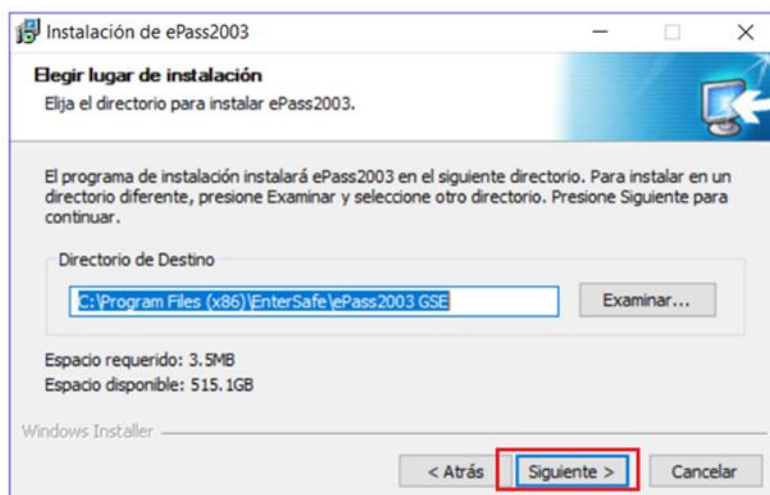 Instalación de ePass2003
Elegir lugar de instalación
Elija el directorio para instalar ePass2003.
El programa de instalación instalará ePass2003 en el siguiente directorio. Para instalar en un
directorio diferente, presione Examinar y seleccione otro directorio. Presione Siguiente para
continuar.
Directorio de Destino
C:\Program Files (x86)\EnterSafe\ePass2003 GSE
Examinar...
Espacio requerido: 3.5MB
Espacio disponible: 515.1GB
Windows Installer
< Atrás
Siguiente >
Cancelar